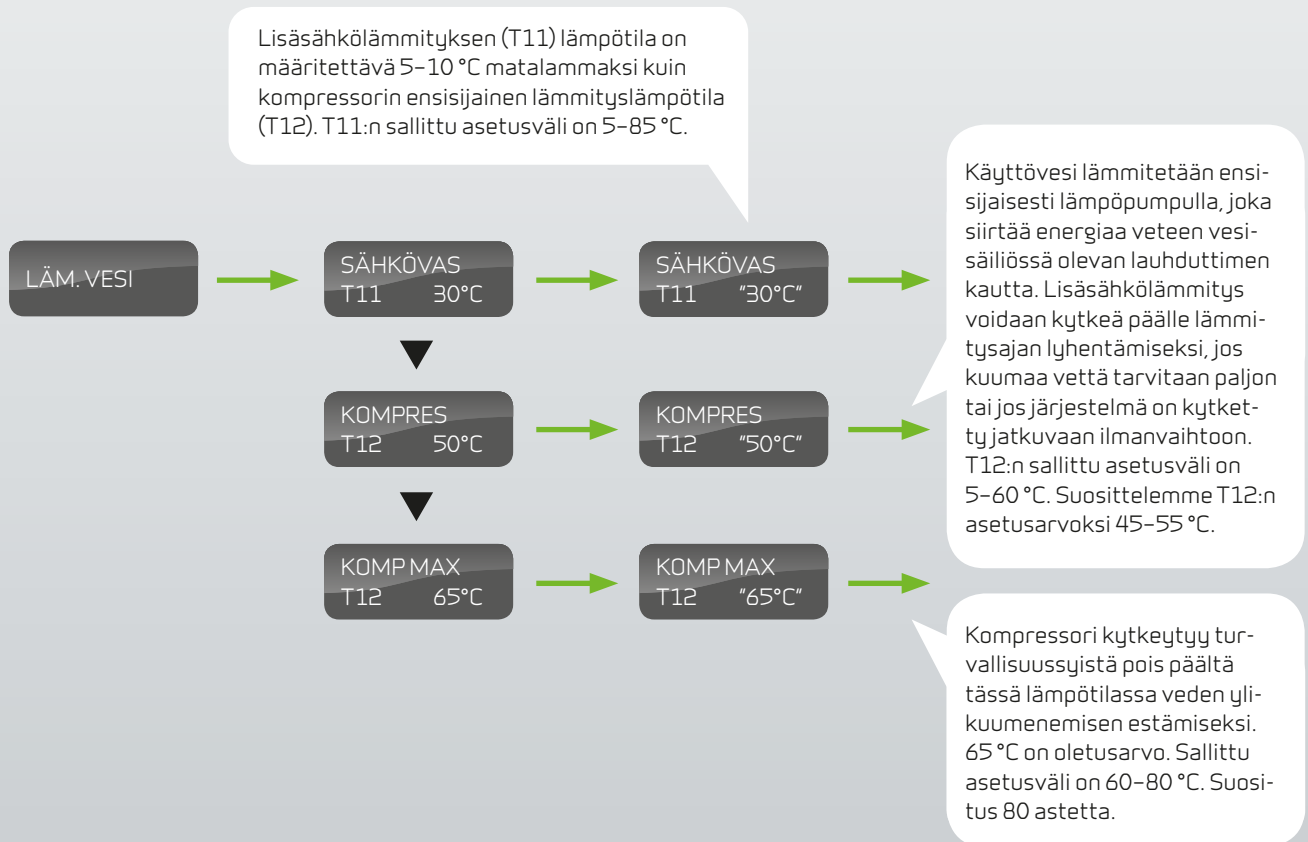 Lisäsähkölämmityksen (T11) lämpötila on
määritettävä 5–10 °C matalammaksi kuin
kompressorin ensisijainen lämmityslämpötila
(T12). T11:n sallittu asetusväli on 5–85 °C.
LÄM. VESI
SÄHKÖVAS
T11 30°C
SÄHKÖVAS
T11 "30°C"
KOMPRES
T12 50°C
KOMPRES
T12 "50°C"
KOMP MAX
T12 65°C
KOMP MAX
T12 "65°C"
Käyttövesi lämmitetään ensi-
sijaisesti lämpöpumpulla, joka
siirtää energiaa veteen vesi-
säiliössä olevan lauhduttimen
kautta. Lisäsähkölämmitys
voidaan kytkeä päälle lämmi-
tysajan lyhentämiseksi, jos
kuumaa vettä tarvitaan paljon
tai jos järjestelmä on kytket-
ty jatkuvaan ilmanvaihtoon.
T12:n sallittu asetusväli on
5–60 °C. Suosittelemme T12:n
asetusarvoksi 45–55 °C.
Kompressori kytkeytyy tur-
vallisuussyistä pois päältä
tässä lämpötilassa veden yli-
kuumenemisen estämiseksi.
65 °C on oletusarvo. Sallittu
asetusväli on 60–80 °C. Suosi-
tus 80 astetta.